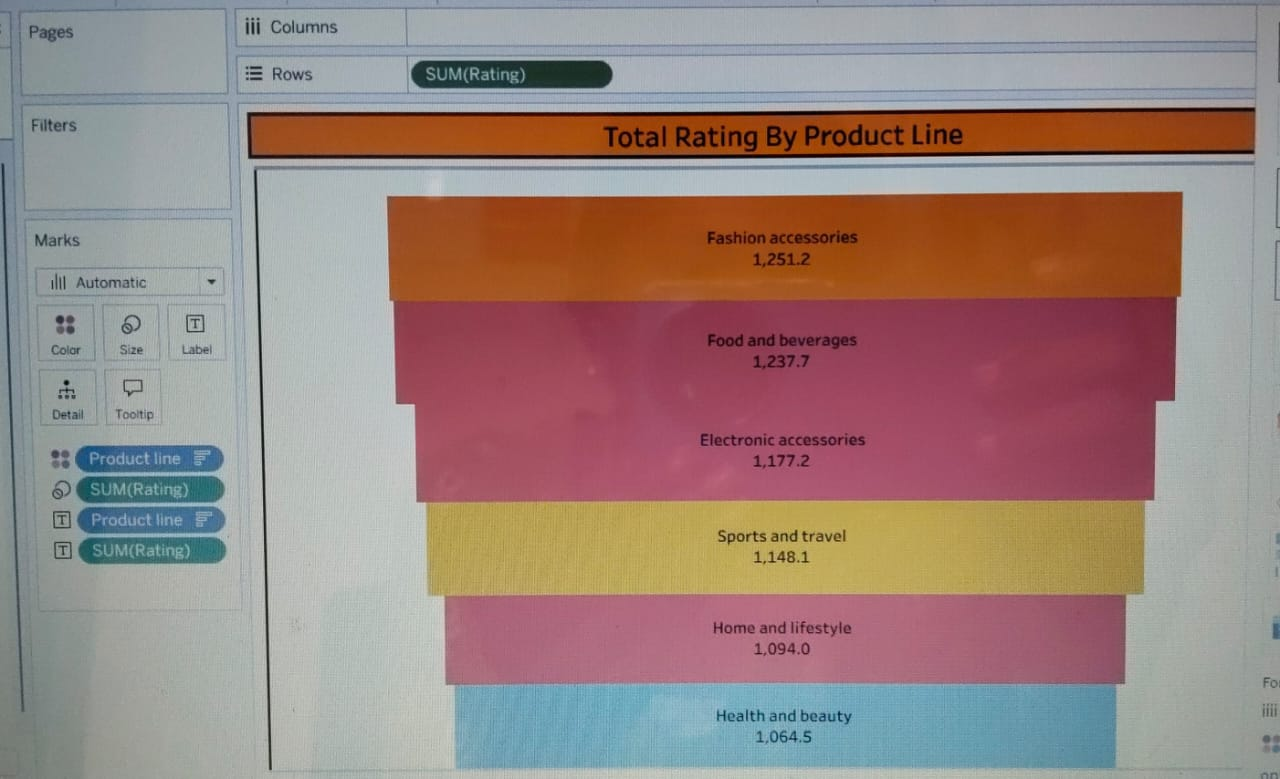 Pages
Columns
Rows
SUM(Rating)
Filters
Total Rating By Product Line
Marks
Automatic
Color
Size
Label
Detail
Tooltip
Product line
SUM(Rating)
Product line
SUM(Rating)
Fashion accessories
1,251.2
Food and beverages
1,237.7
Electronic accessories
1,177.2
Sports and travel
1,148.1
Home and lifestyle
1,094.0
Health and beauty
1,064.5